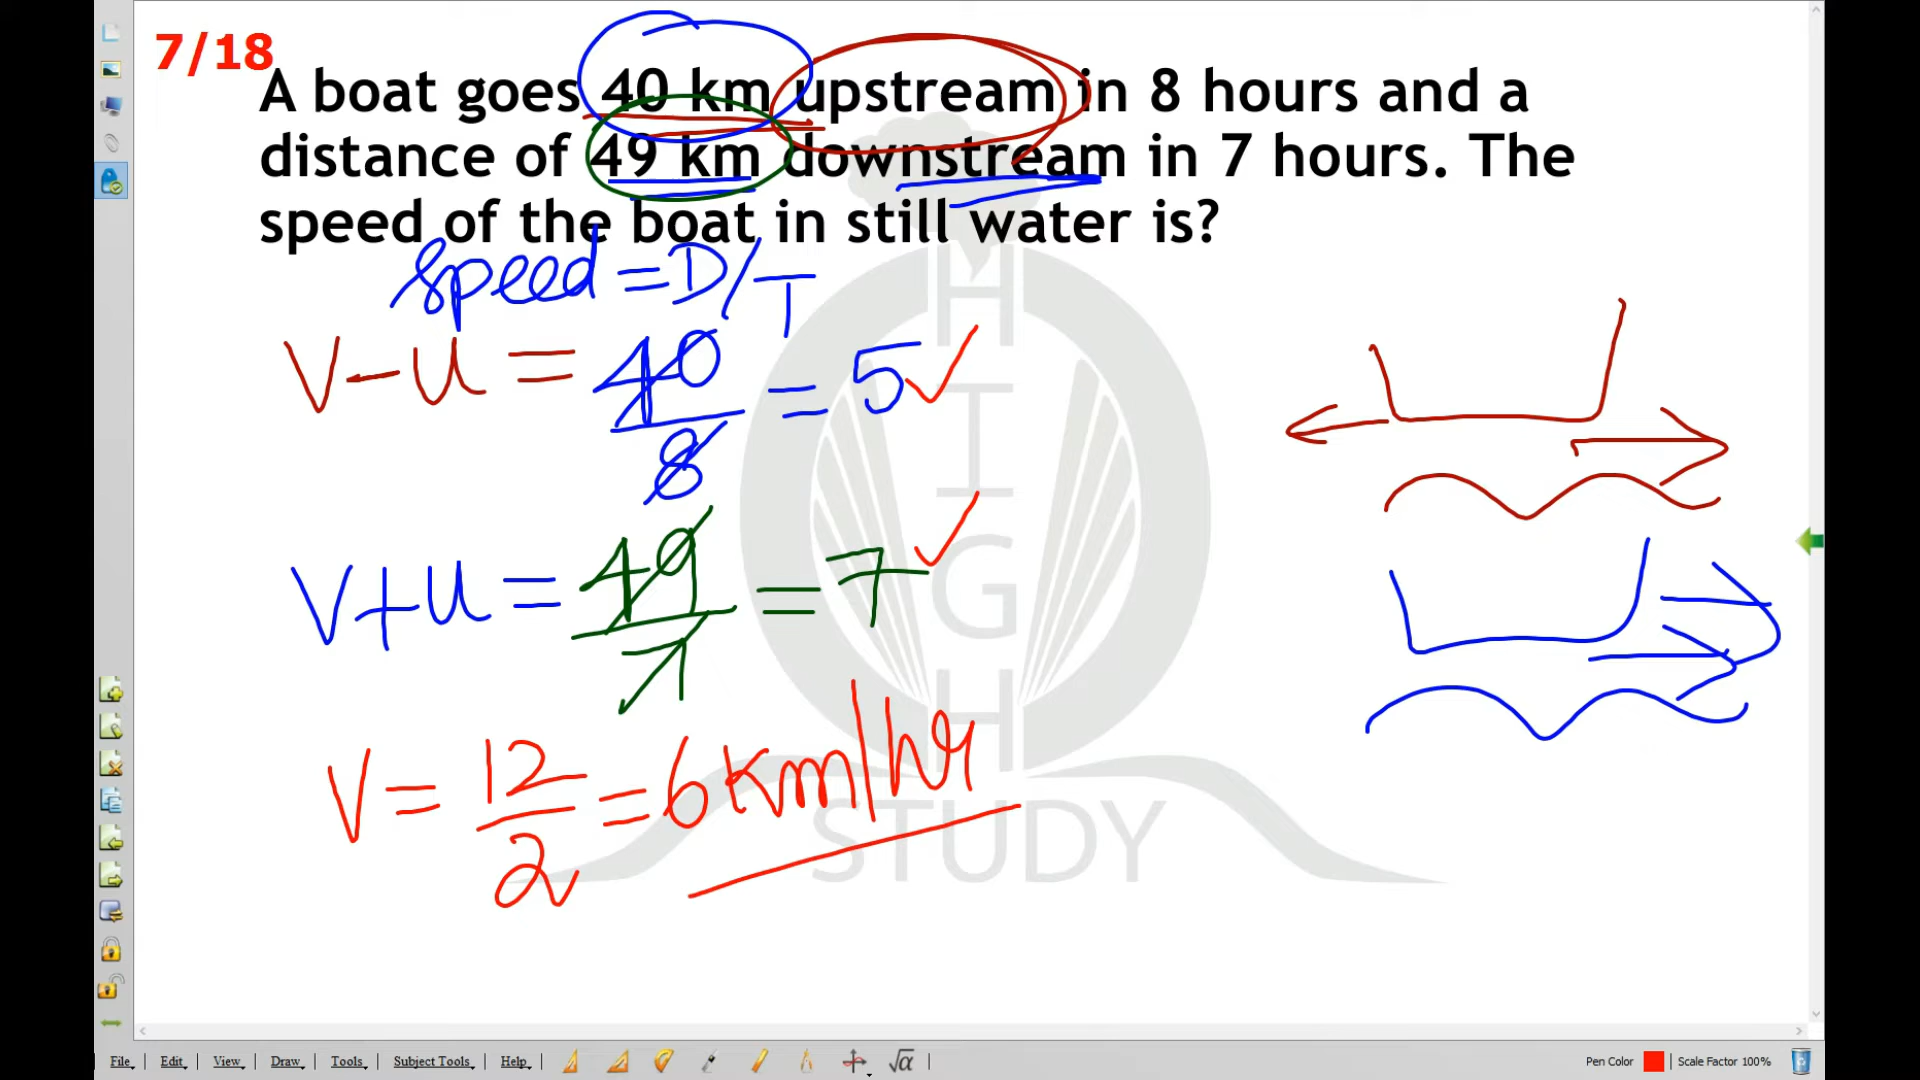 7/18
A boat goes 40 km upstream in 8 hours and a
distance of 49 km downstream in 7 hours. The
speed of the boat in still water is?
speed = D/T
V-u = 40/8 = 5✓
V+u = 49/7 = 7✓
V = 12/2 = 6km/hr
HIGH
STUDY
File Edit View Draw Tools Subject Tools Help √α Pen Color Scale Factor 100%